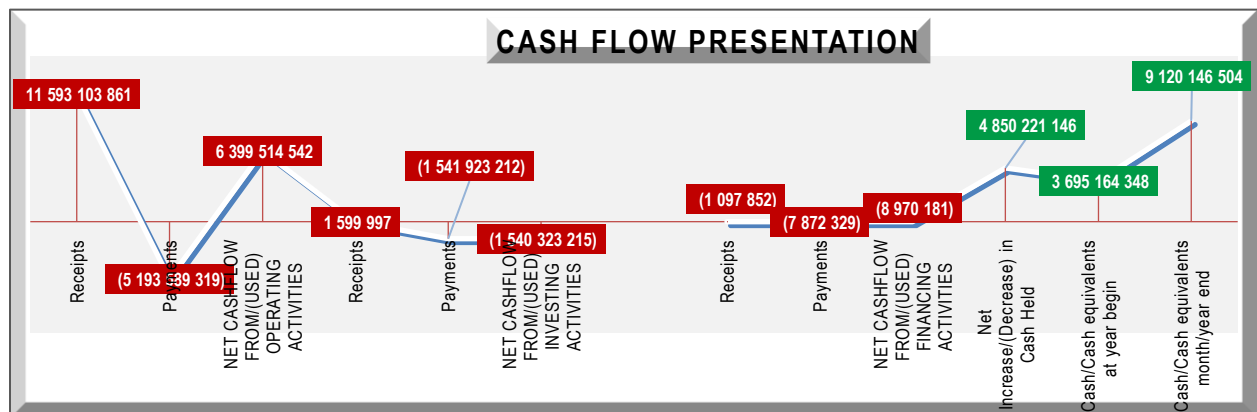 CASH FLOW PRESENTATION
11 593 103 861
(5 193 589 319)
6 399 514 542
1 599 997
(1 541 923 212)
(1 540 323 215)
(1 097 852)
(7 872 329)
(8 970 181)
4 850 221 146
3 695 164 348
9 120 146 504
Receipts
Payments
NET CASHFLOW
FROM/(USED)
OPERATING
ACTIVITIES
Receipts
Payments
NET CASHFLOW
FROM/(USED)
INVESTING
ACTIVITIES
Receipts
Payments
NET CASHFLOW
FROM/(USED)
FINANCING
ACTIVITIES
Net
Increase/(Decrease) in
Cash Held
Cash/Cash equivalents
at year begin
Cash/Cash equivalents
month/year end